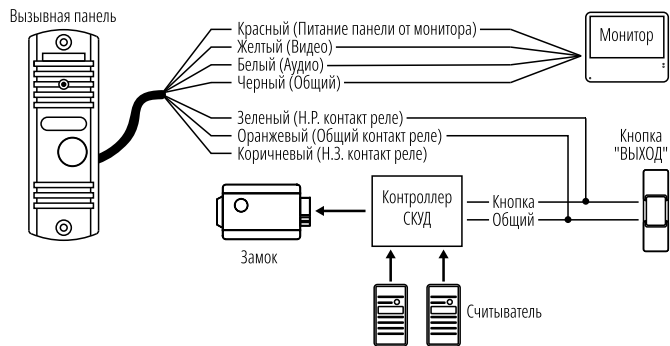 Вызывная панель
Красный (Питание панели от монитора)
Желтый (Видео)
Белый (Аудио)
Черный (Общий)
Монитор
Зеленый (Н.Р. контакт реле)
Оранжевый (Общий контакт реле)
Коричневый (Н.З. контакт реле)
Кнопка
"ВЫХОД"
Контроллер
СКУД
Кнопка
Общий
Замок
Считыватель